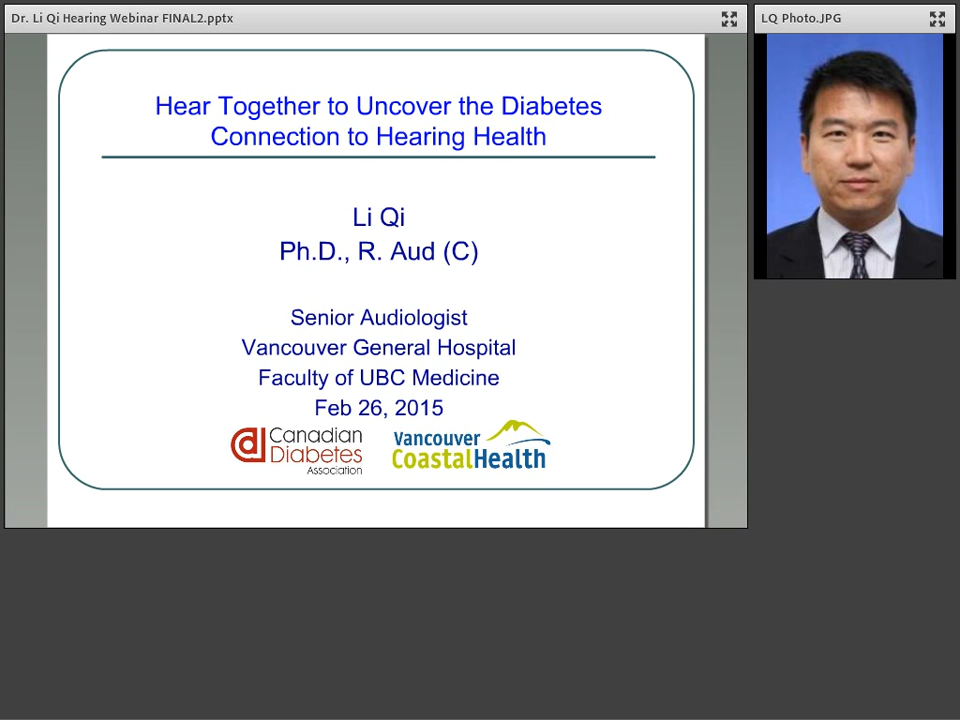 Dr. Li Qi Hearing Webinar FINAL2.pptx
LQ Photo.JPG
Hear Together to Uncover the Diabetes
Connection to Hearing Health
Li Qi
Ph.D., R. Aud (C)
Senior Audiologist
Vancouver General Hospital
Faculty of UBC Medicine
Feb 26, 2015
Canadian
Diabetes
Association
Vancouver
CoastalHealth